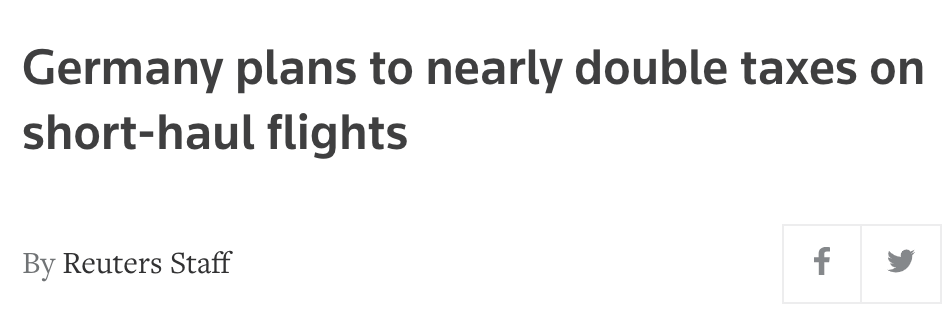 Germany plans to nearly double taxes on
short-haul flights
By Reuters Staff